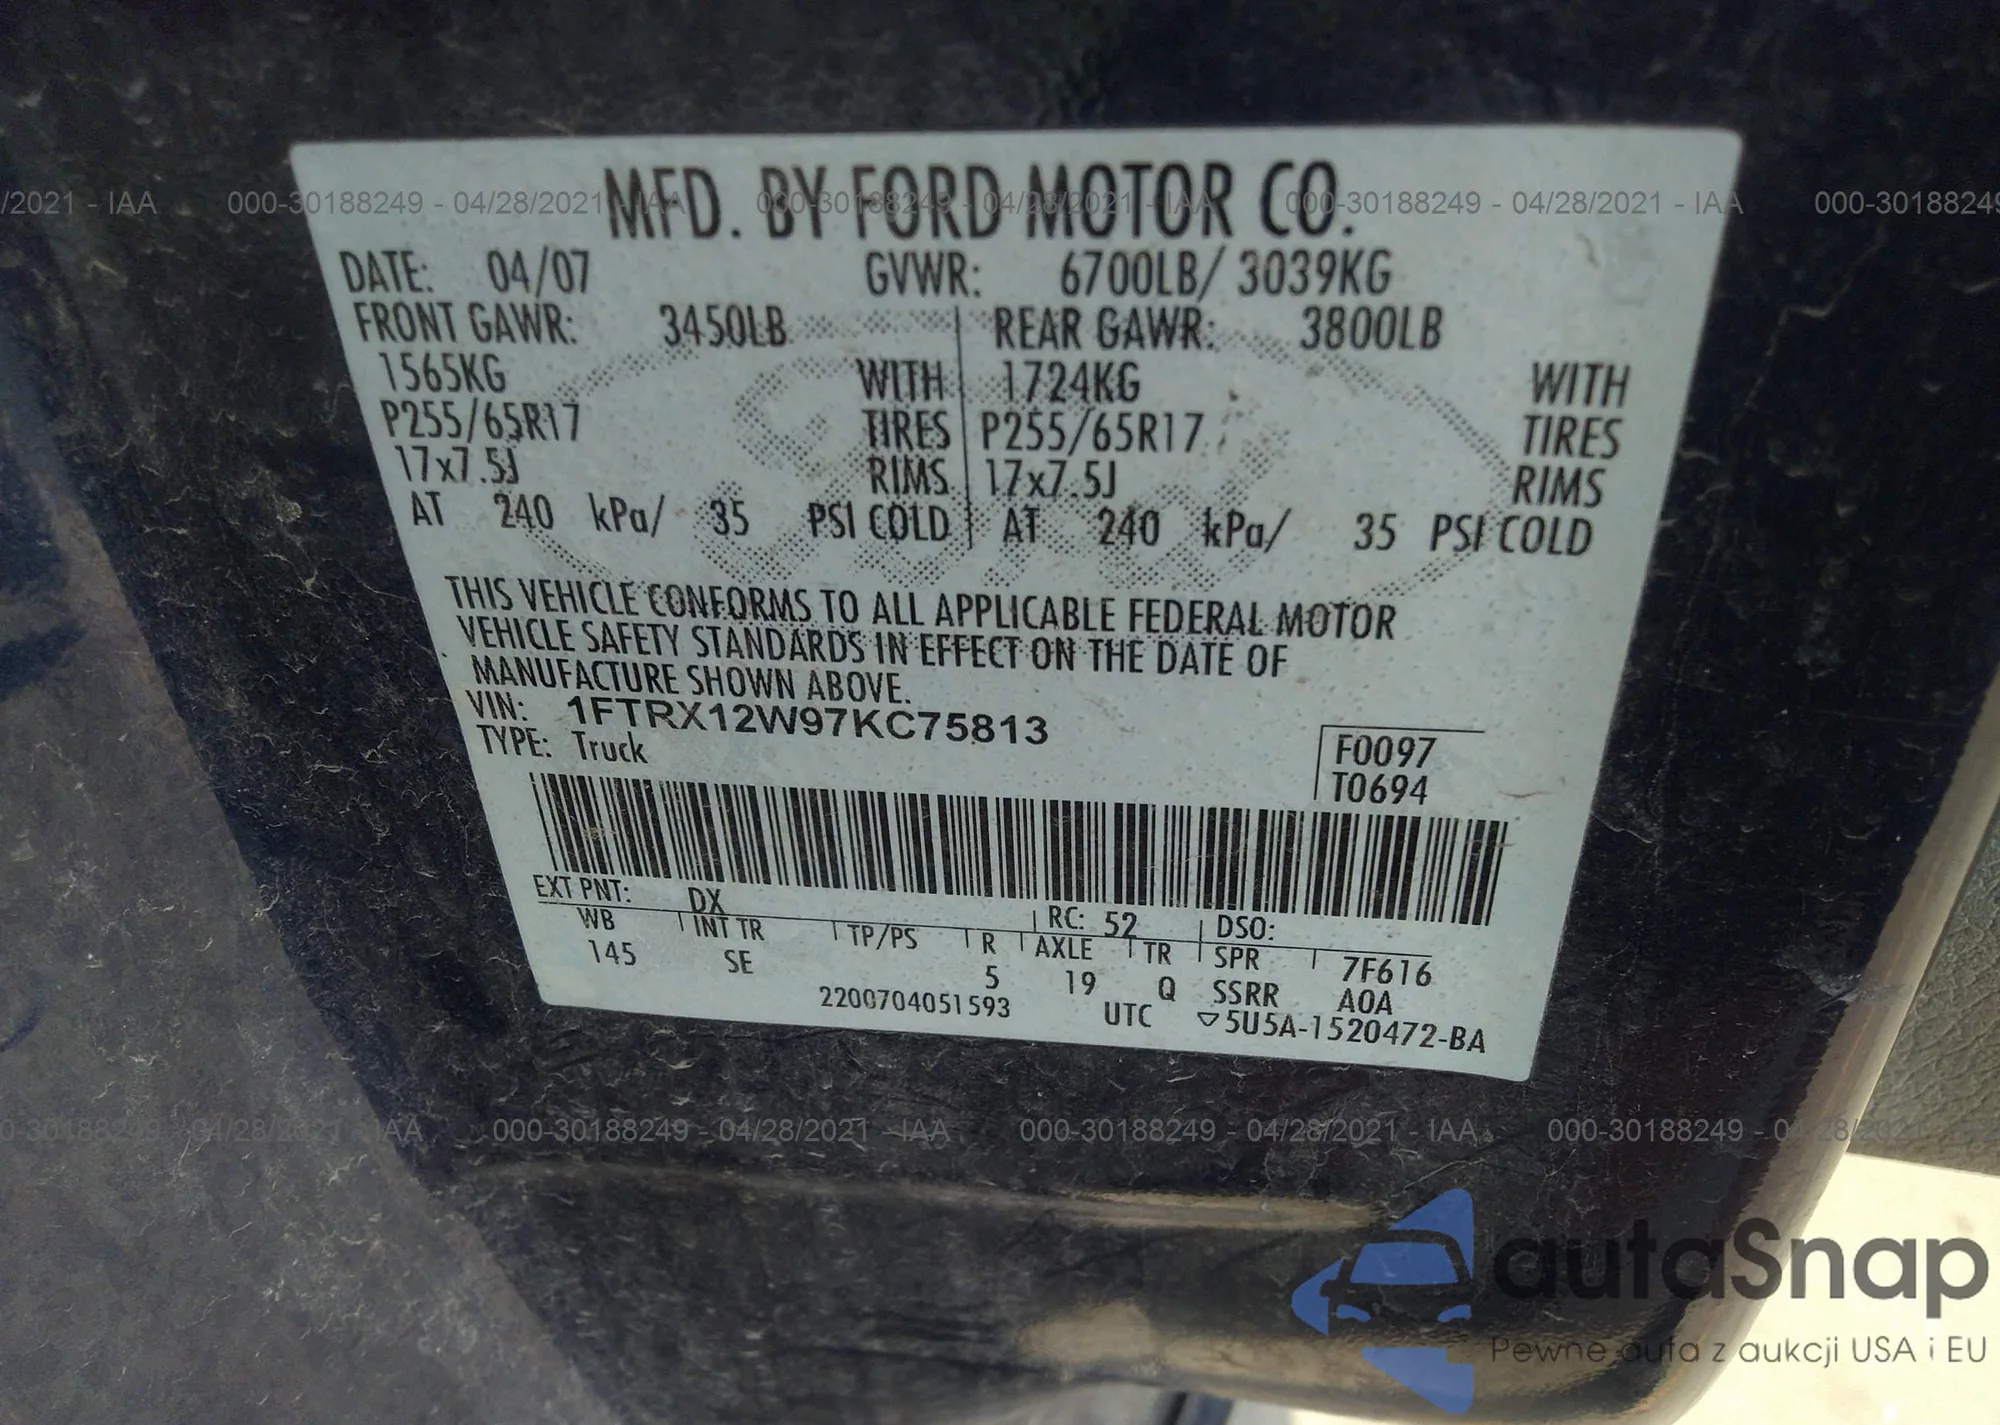 /2021 - IAA 000-30188249 - 04/28/2021 - IAA 000-30188249 - 04/28/2021 - IAA 000-30188249 - 04/28/2021 - IAA 000-30188249
MFD. BY FORD MOTOR CO.
DATE: 04/07 GVWR: 6700LB/ 3039KG
FRONT GAWR: 3450LB REAR GAWR: 3800LB
1565KG WITH 1724KG WITH
P255/65R17 TIRES P255/65R17 TIRES
17x7.5J RIMS 17x7.5J RIMS
AT 240 kPa/ 35 PSI COLD AT 240 kPa/ 35 PSI COLD
THIS VEHICLE CONFORMS TO ALL APPLICABLE FEDERAL MOTOR
VEHICLE SAFETY STANDARDS IN EFFECT ON THE DATE OF
MANUFACTURE SHOWN ABOVE.
VIN: 1FTRX12W97KC75813
TYPE: Truck
F0097
T0694
EXT PNT: DX RC: 52 DSO:
WB INT TR TP/PS R AXLE TR SPR 7F616
145 SE 5 19 Q SSRR A0A
2200704051593 UTC ▽5U5A-1520472-BA
0-30188249 - 04/28/2021 - IAA 000-30188249 - 04/28/2021 - IAA 000-30188249 - 04/28/2021 - IAA 000-30188249 - 04/28/2021
autaSnap
Pewne auta z aukcji USA i EU